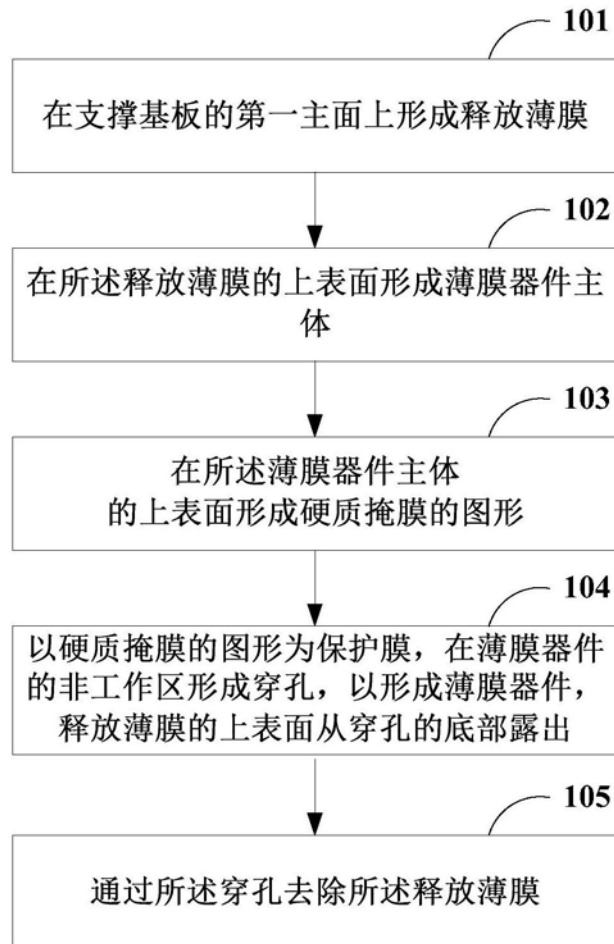 101
在支撑基板的第一主面上形成释放薄膜
102
在所述释放薄膜的上表面形成薄膜器件主
体
103
在所述薄膜器件主体
的上表面形成硬质掩膜的图形
104
以硬质掩膜的图形为保护膜，在薄膜器件
的非工作区形成穿孔，以形成薄膜器件，
释放薄膜的上表面从穿孔的底部露出
105
通过所述穿孔去除所述释放薄膜